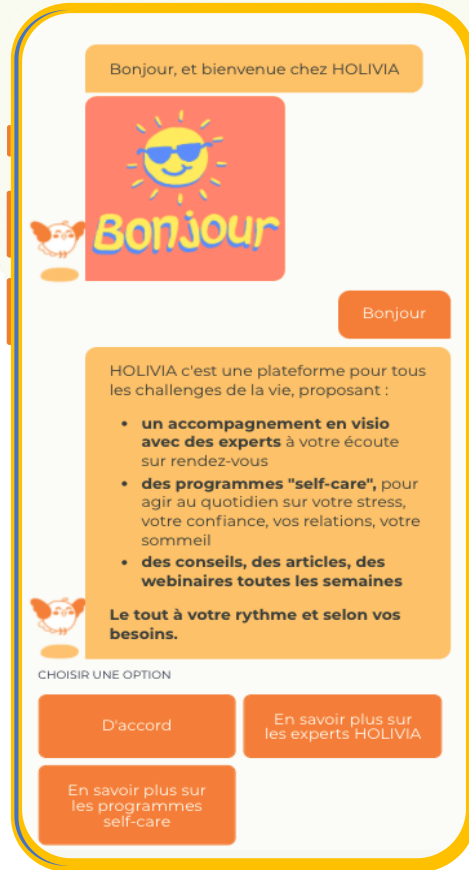 Bonjour, et bienvenue chez HOLIVIA
Bonjour
Bonjour
HOLIVIA c'est une plateforme pour tous
les challenges de la vie, proposant :
• un accompagnement en visio
avec des experts à votre écoute
sur rendez-vous
• des programmes "self-care", pour
agir au quotidien sur votre stress,
votre confiance, vos relations, votre
sommeil
• des conseils, des articles, des
webinaires toutes les semaines
Le tout à votre rythme et selon vos
besoins.
CHOISIR UNE OPTION
D'accord
En savoir plus sur
les experts HOLIVIA
En savoir plus sur
les programmes
self-care